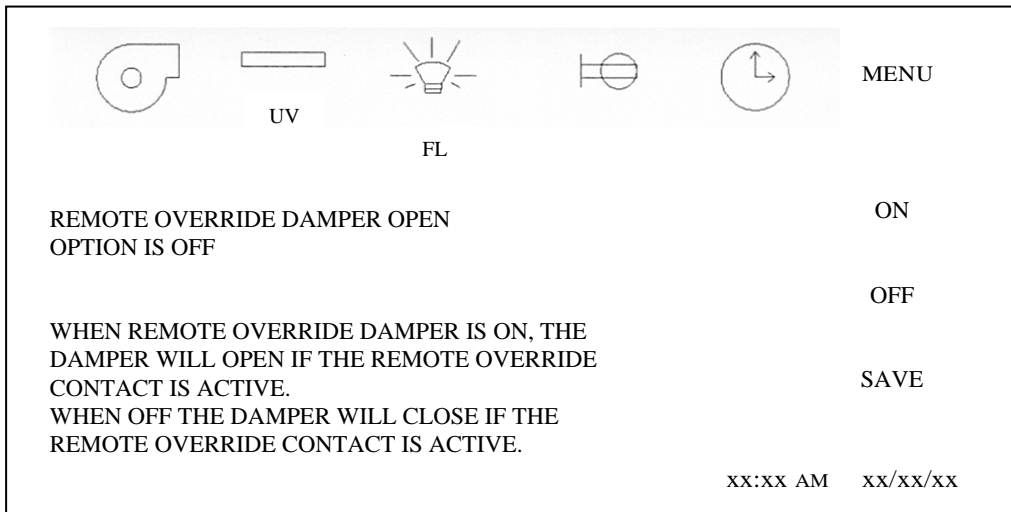 MENU
UV
FL
REMOTE OVERRIDE DAMPER OPEN
ON
OPTION IS OFF
OFF
WHEN REMOTE OVERRIDE DAMPER IS ON, THE
DAMPER WILL OPEN IF THE REMOTE OVERRIDE
CONTACT IS ACTIVE.
SAVE
WHEN OFF THE DAMPER WILL CLOSE IF THE
REMOTE OVERRIDE CONTACT IS ACTIVE.
xx:xx AM xx/xx/xx